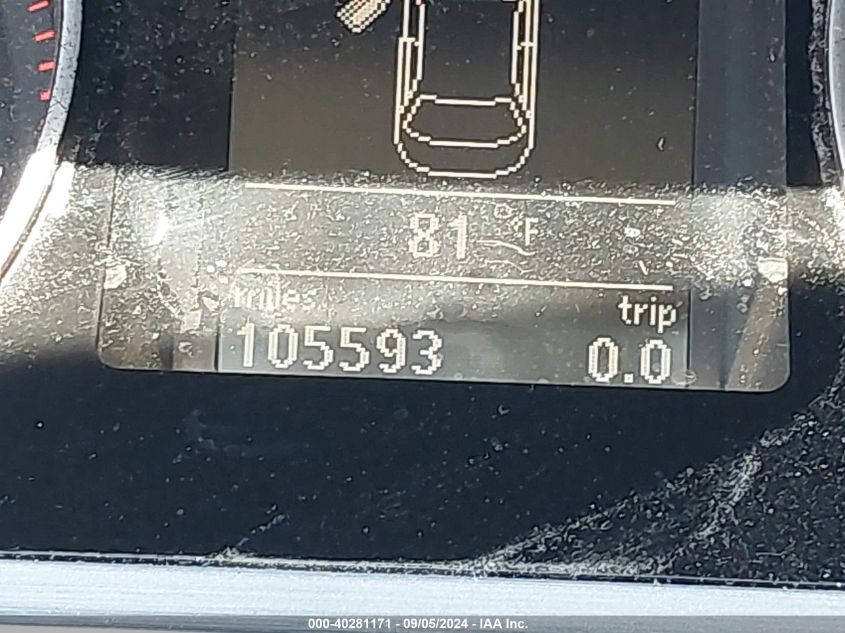 81 °F
miles trip
105593 0.0
000-40281171 - 09/05/2024 - IAA Inc.